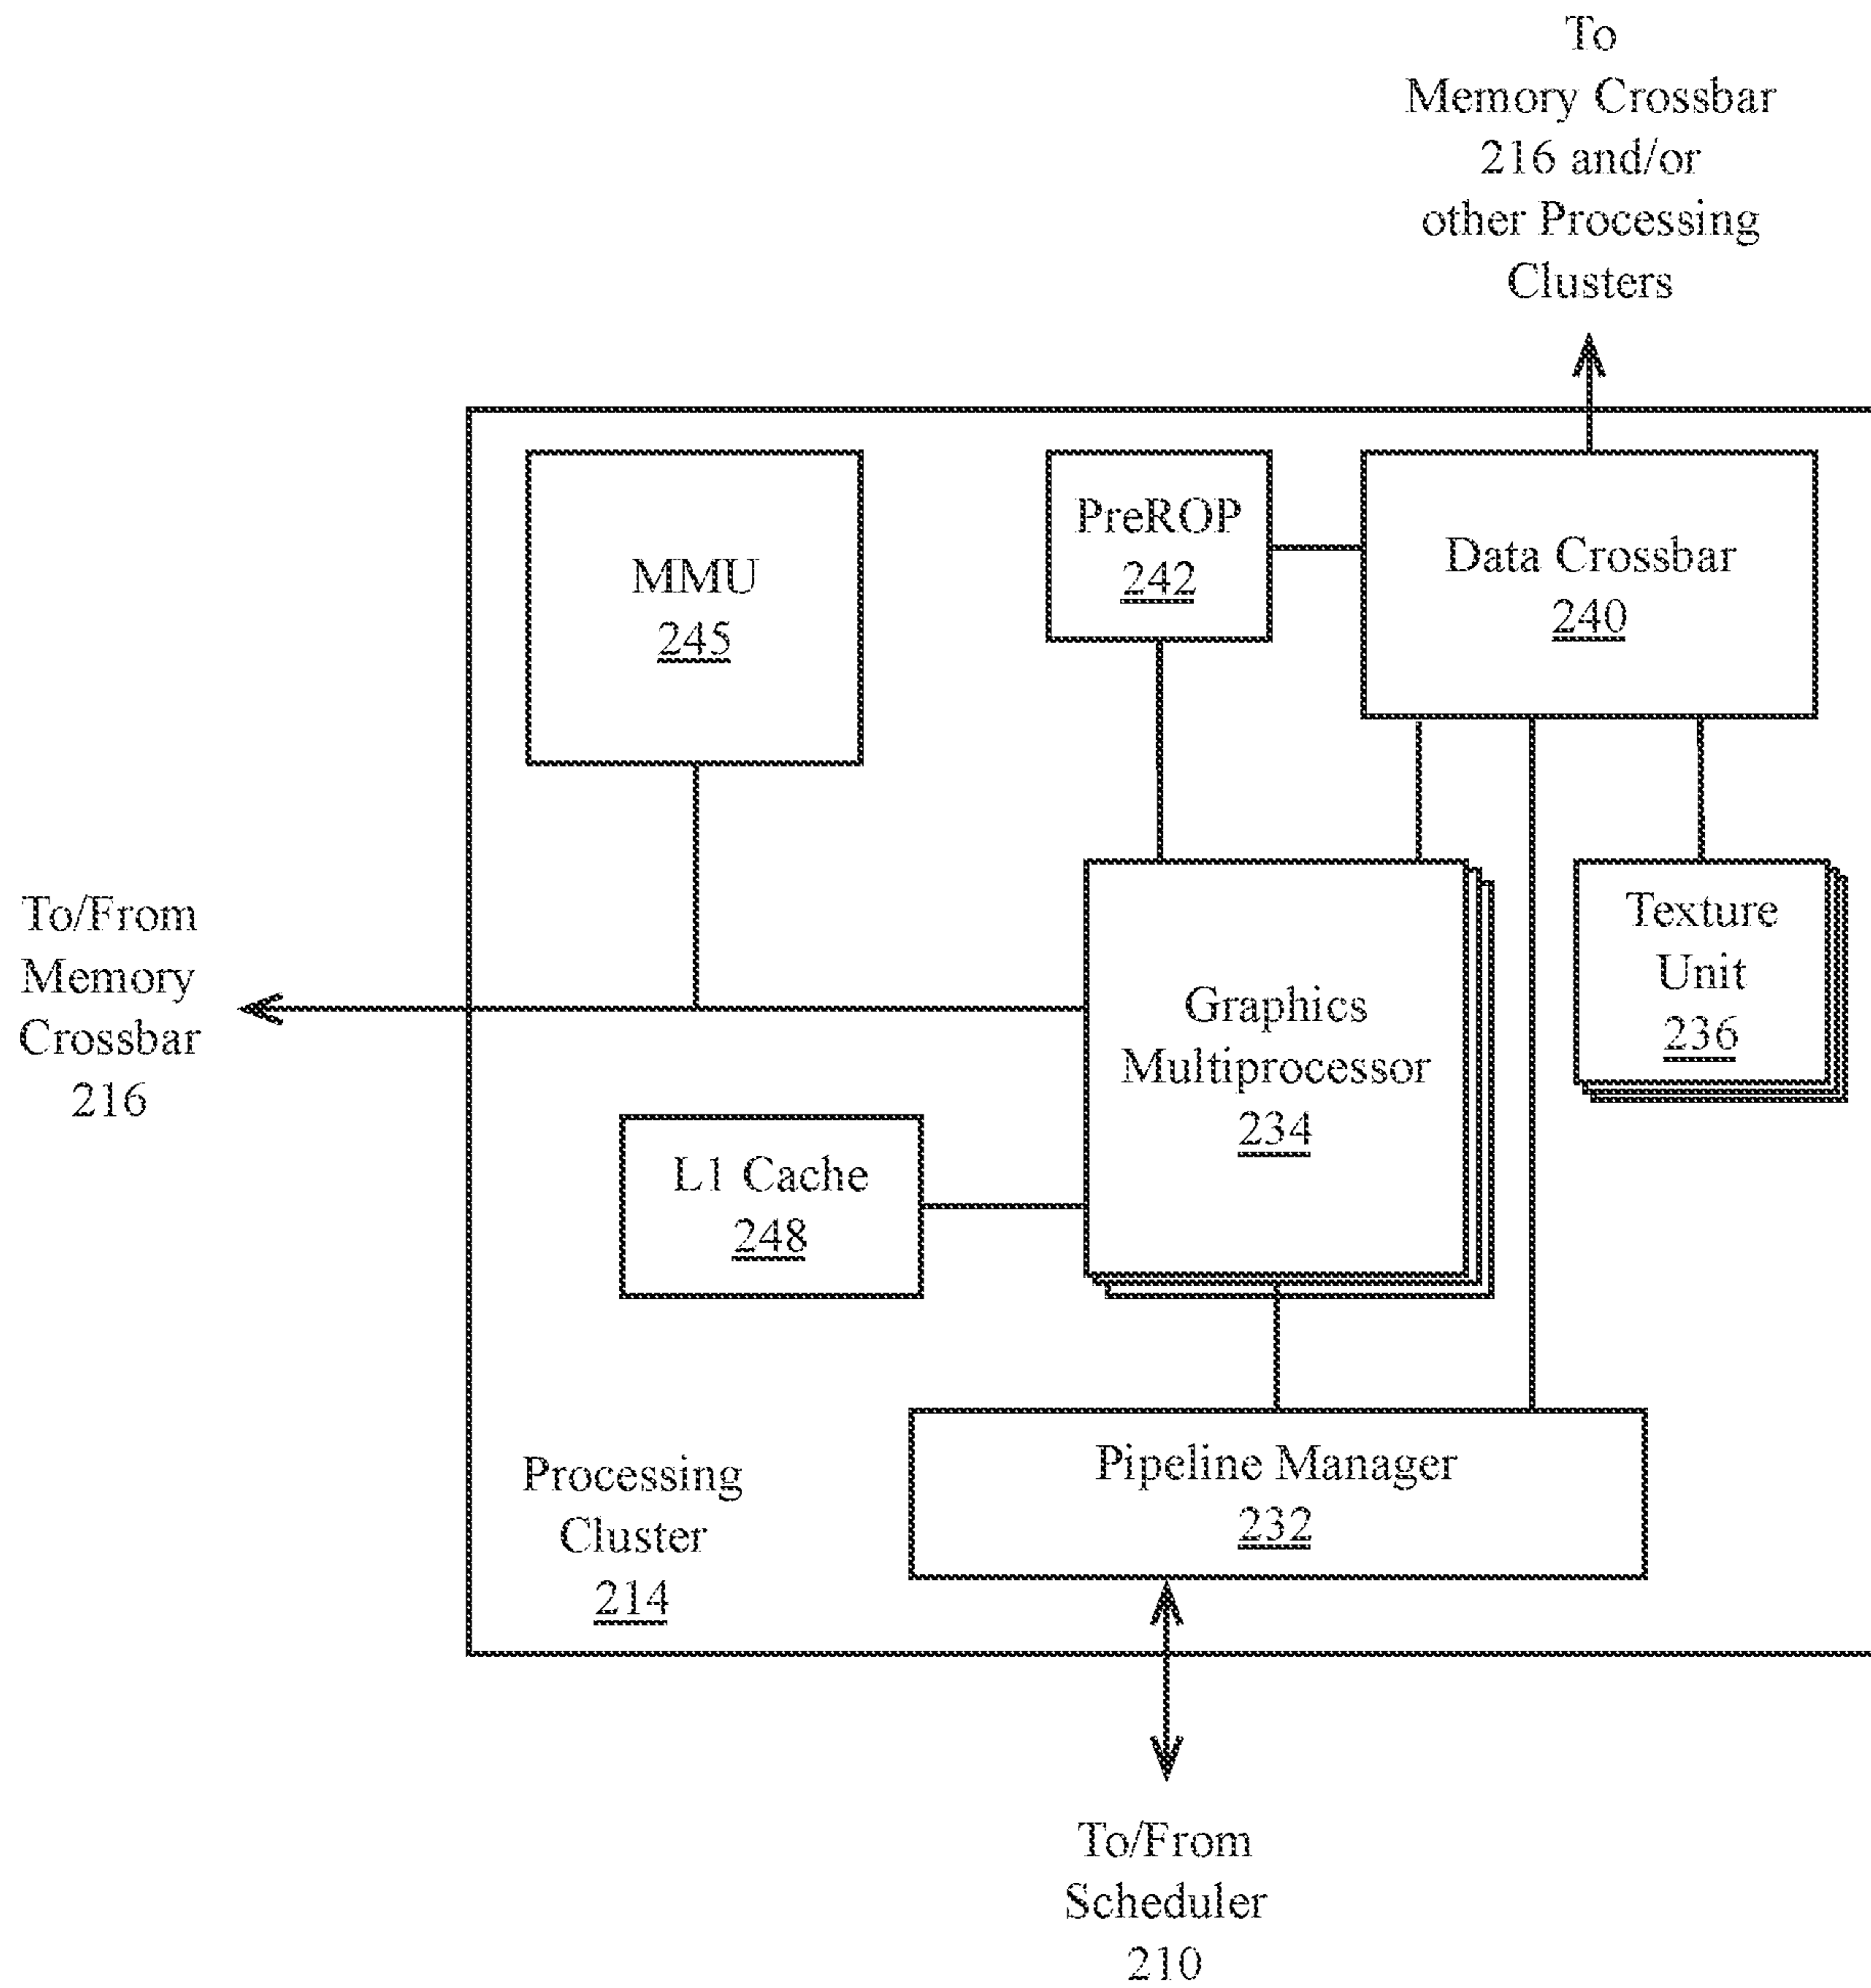 To
Memory Crossbar
216 and/or
other Processing
Clusters
MMU
245
PreROP
242
Data Crossbar
240
To/From
Memory
Crossbar
216
Graphics
Multiprocessor
234
Texture
Unit
236
L1 Cache
248
Processing
Cluster
214
Pipeline Manager
232
To/From
Scheduler
210